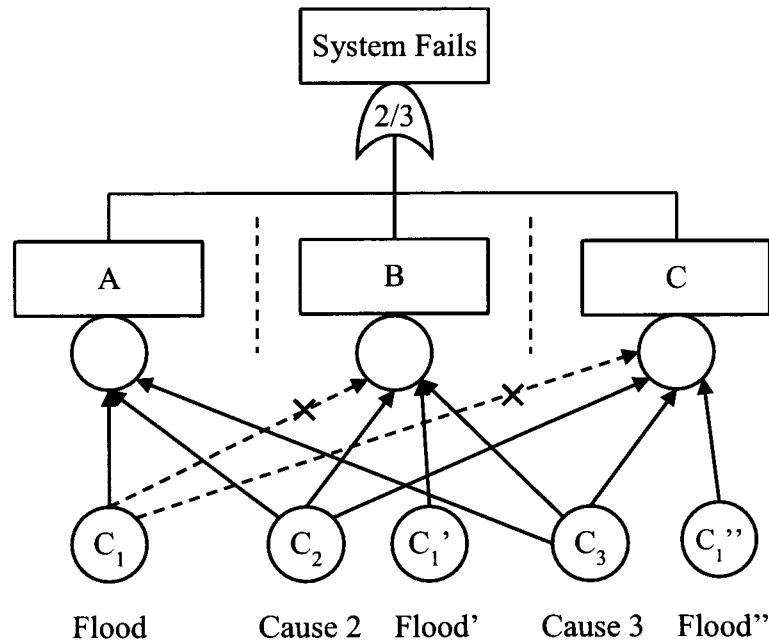 System Fails
2/3
A B C
C₁ C₂ C₁' C₃ C₁''
Flood Cause 2 Flood' Cause 3 Flood''